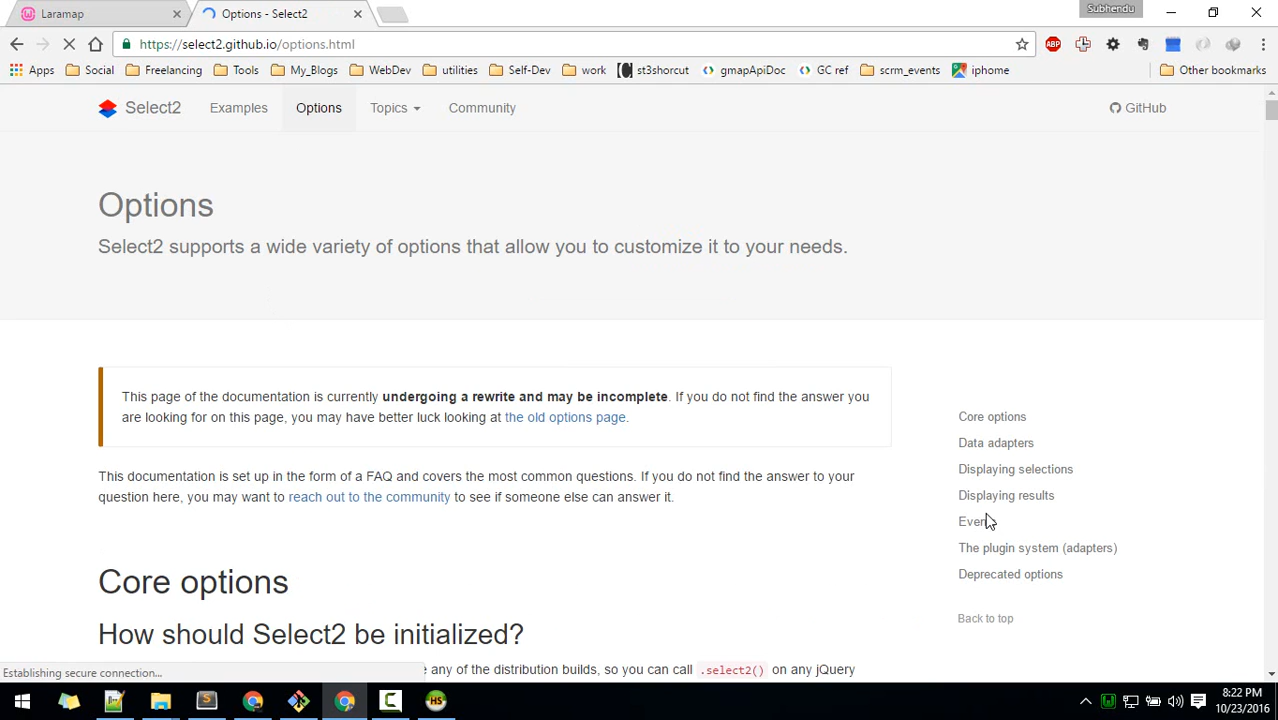 Laramap
Options - Select2
Subhendu
https://select2.github.io/options.html
ABP
Apps Social Freelancing Tools My_Blogs WebDev utilities Self-Dev work st3shorcut gmapApiDoc GC ref scrm_events iphone Other bookmarks
Select2 Examples Options Topics Community GitHub
Options
Select2 supports a wide variety of options that allow you to customize it to your needs.
This page of the documentation is currently undergoing a rewrite and may be incomplete. If you do not find the answer you
are looking for on this page, you may have better luck looking at the old options page.
This documentation is set up in the form of a FAQ and covers the most common questions. If you do not find the answer to your
question here, you may want to reach out to the community to see if someone else can answer it.
Core options
Data adapters
Displaying selections
Displaying results
The plugin system (adapters)
Deprecated options
Back to top
Core options
How should Select2 be initialized?
any of the distribution builds, so you can call .select2() on any jQuery
Establishing secure connection...
8:22 PM
10/23/2016